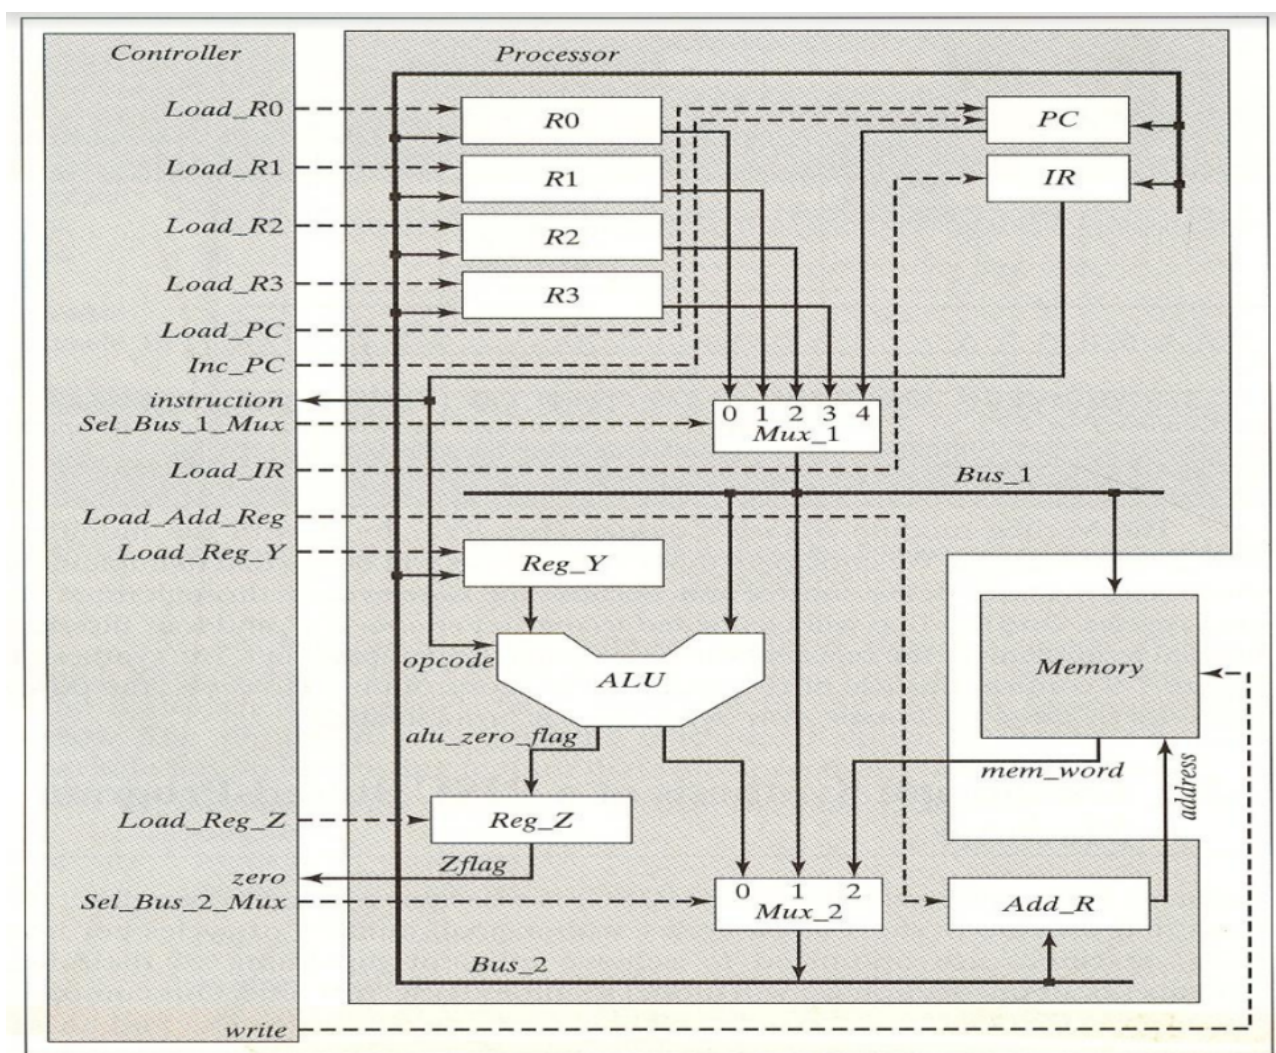 Controller
Processor
Load_R0
R0
PC
Load_R1
R1
IR
Load_R2
R2
Load_R3
R3
Load_PC
Inc_PC
instruction
Sel_Bus_1_Mux
0 1 2 3 4
Mux_1
Load_IR
Bus_1
Load_Add_Reg
Load_Reg_Y
Reg_Y
opcode
ALU
Memory
alu_zero_flag
mem_word
address
Load_Reg_Z
Reg_Z
Zflag
zero
Sel_Bus_2_Mux
0 1 2
Mux_2
Add_R
Bus_2
write